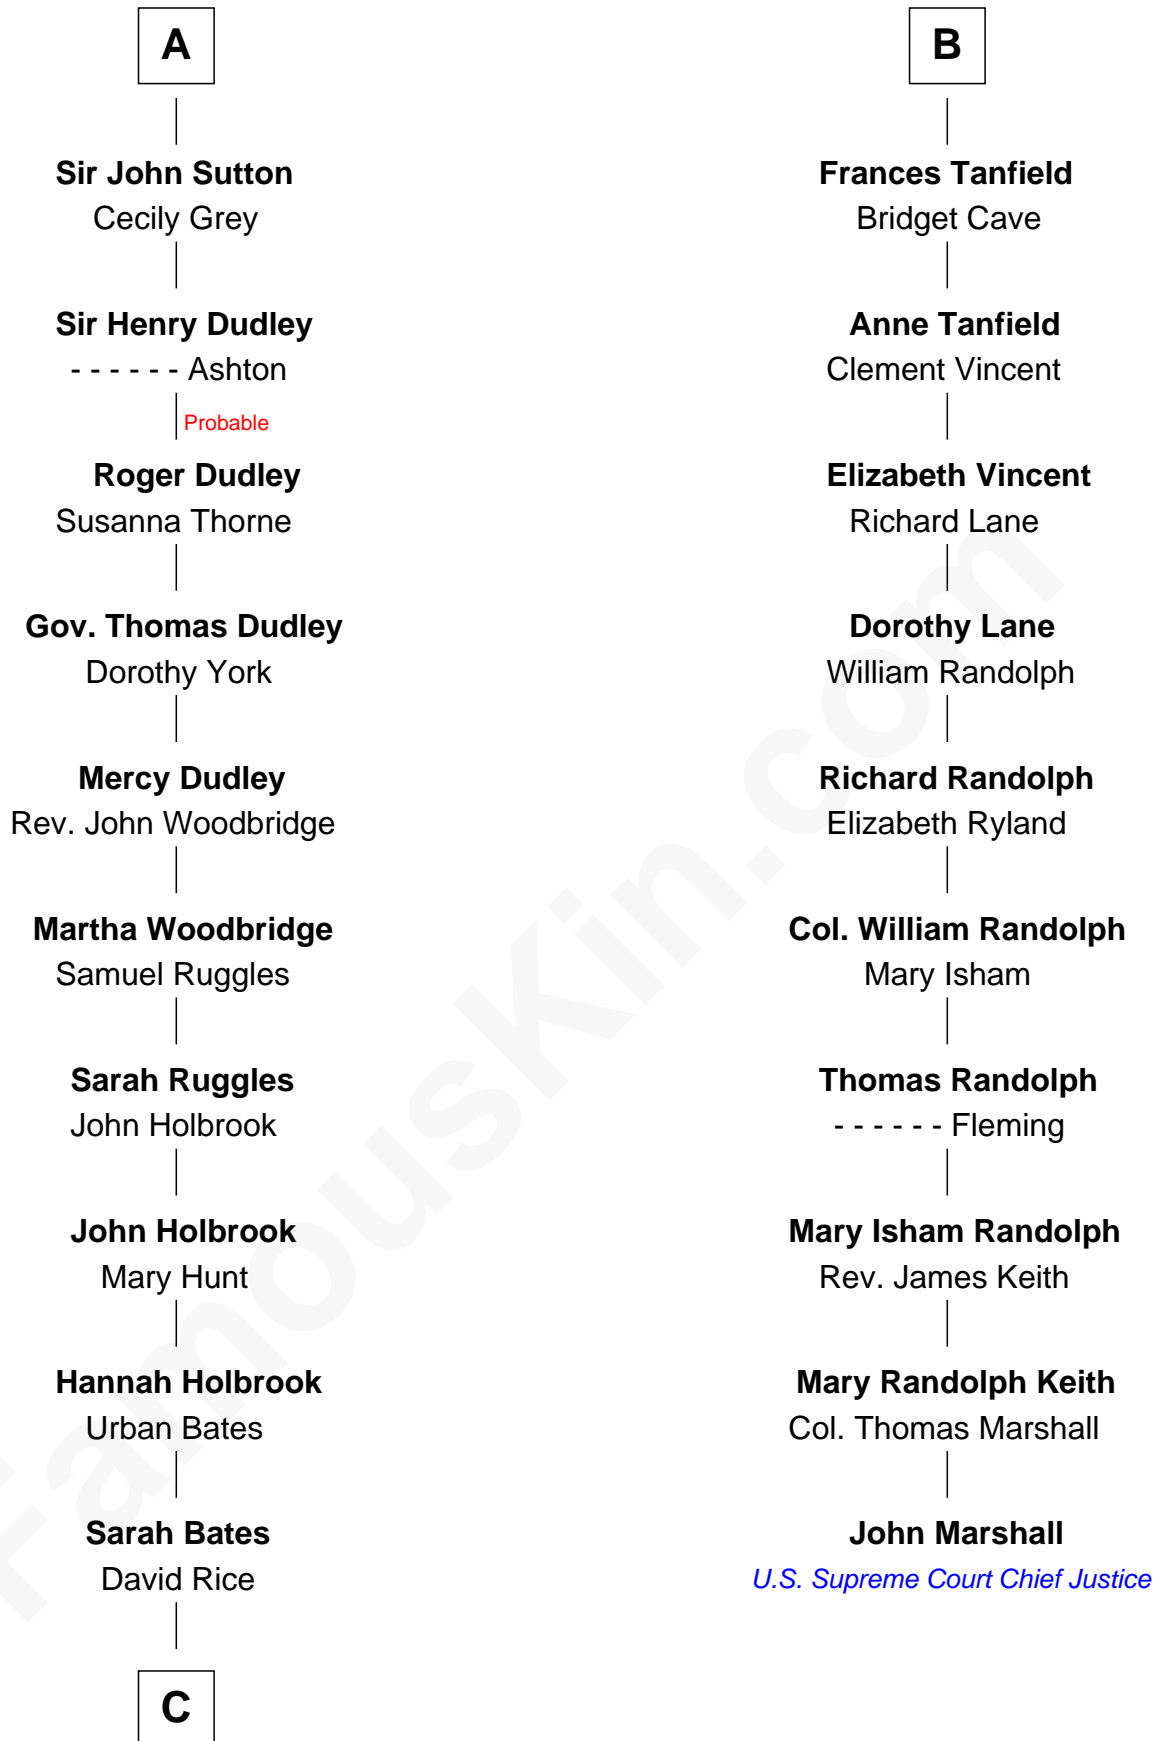 A
Sir John Sutton
Cecily Grey
Sir Henry Dudley
- - - - - - Ashton
Probable
Roger Dudley
Susanna Thorne
Gov. Thomas Dudley
Dorothy York
Mercy Dudley
Rev. John Woodbridge
Martha Woodbridge
Samuel Ruggles
Sarah Ruggles
John Holbrook
John Holbrook
Mary Hunt
Hannah Holbrook
Urban Bates
Sarah Bates
David Rice
C
B
Frances Tanfield
Bridget Cave
Anne Tanfield
Clement Vincent
Elizabeth Vincent
Richard Lane
Dorothy Lane
William Randolph
Richard Randolph
Elizabeth Ryland
Col. William Randolph
Mary Isham
Thomas Randolph
- - - - - - Fleming
Mary Isham Randolph
Rev. James Keith
Mary Randolph Keith
Col. Thomas Marshall
John Marshall
U.S. Supreme Court Chief Justice
FamousKin.com